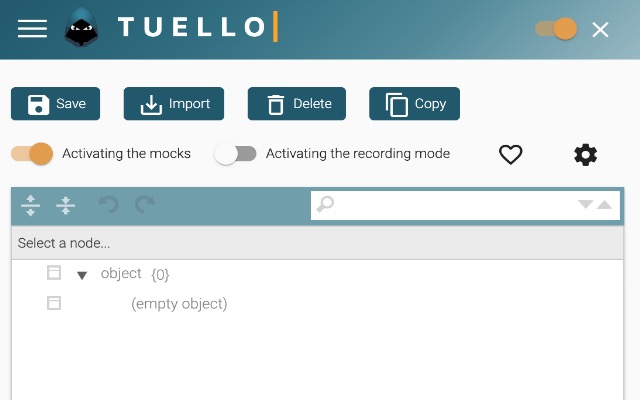 TUELLO
Save Import Delete Copy
Activating the mocks Activating the recording mode
Select a node...
object {0}
(empty object)